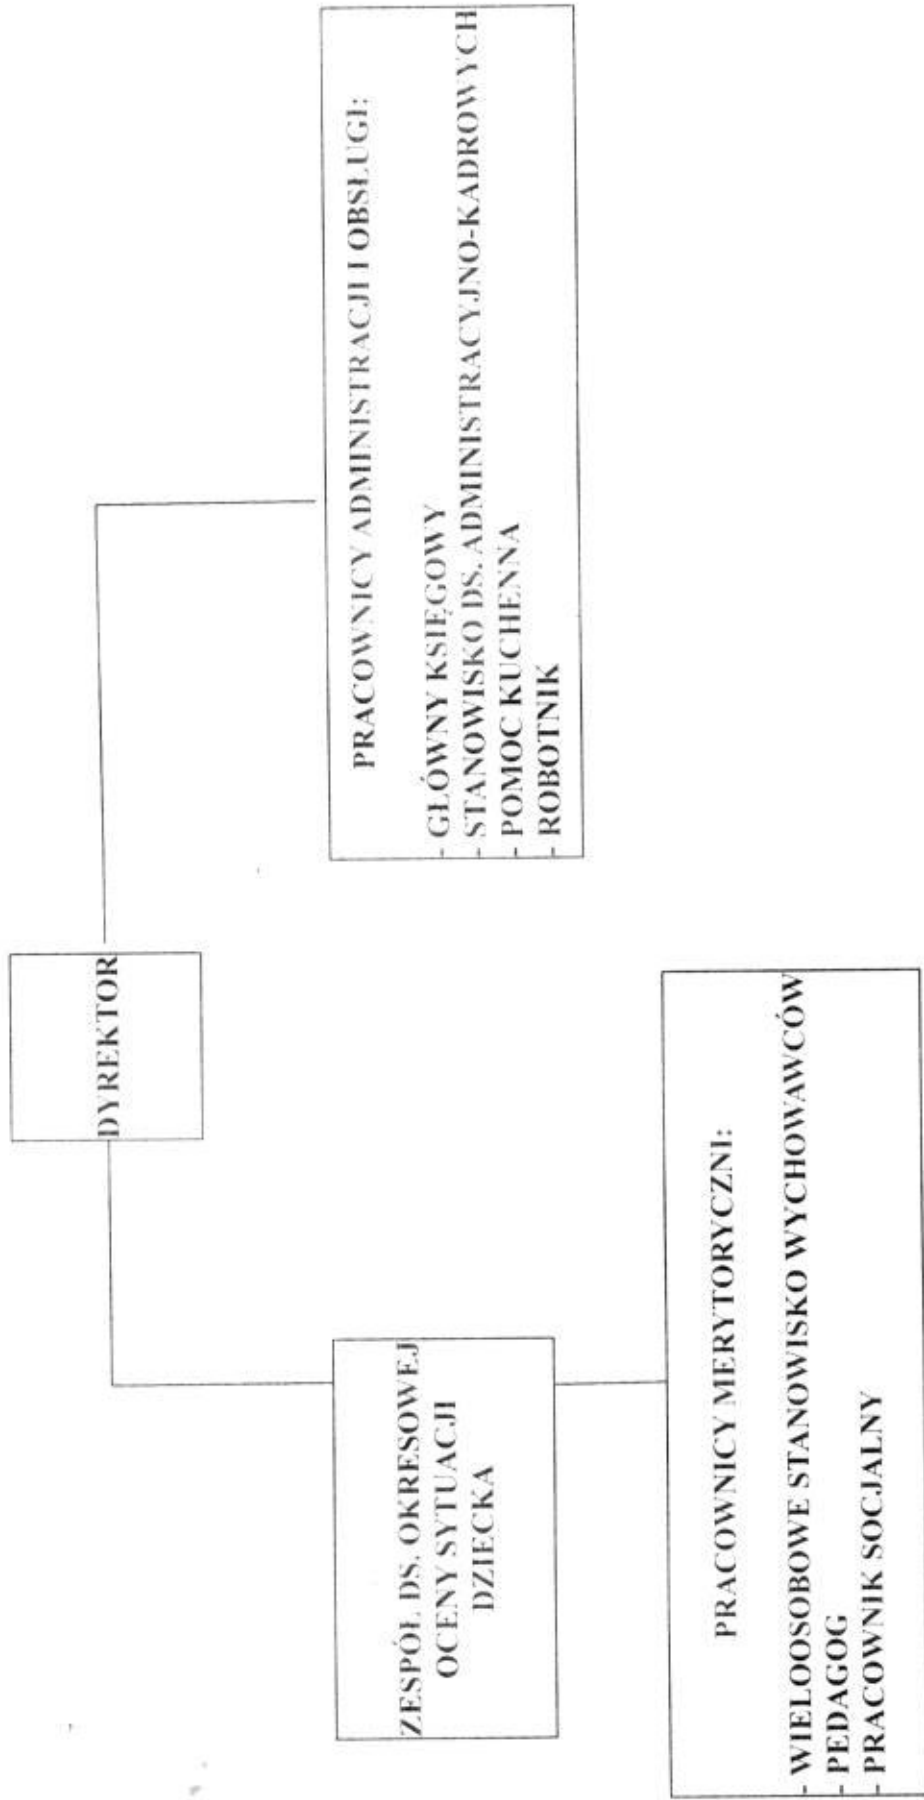 DYREKTOR
ZESPÓŁ DS. OKRESOWEJ
OCENY SYTUACJI
DZIECKA
PRACOWNICY ADMINISTRACJI I OBSŁUGI:
- GŁÓWNY KSIĘGOWY
- STANOWISKO DS. ADMINISTRACYJNO-KADROWYCH
- POMOC KUCHENNA
- ROBOTNIK
PRACOWNICY MERYTORYCZNI:
- WIELOOSOBOWE STANOWISKO WYCHOWAWCÓW
- PEDAGOG
- PRACOWNIK SOCJALNY